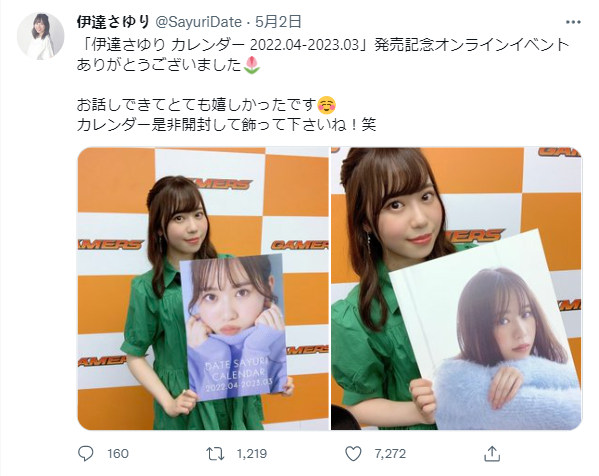 伊達さゆり @SayuriDate · 5月2日
「伊達さゆり カレンダー 2022.04-2023.03」発売記念オンラインイベント
ありがとうございました🌷
お話しできてとても嬉しかったです☺️
カレンダー是非開封して飾って下さいね！笑
GAMERS
GAMERS
GAMERS
DATE SAYURI
CALENDAR
2022.04-2023.03
GAMERS
160
1,219
7,272